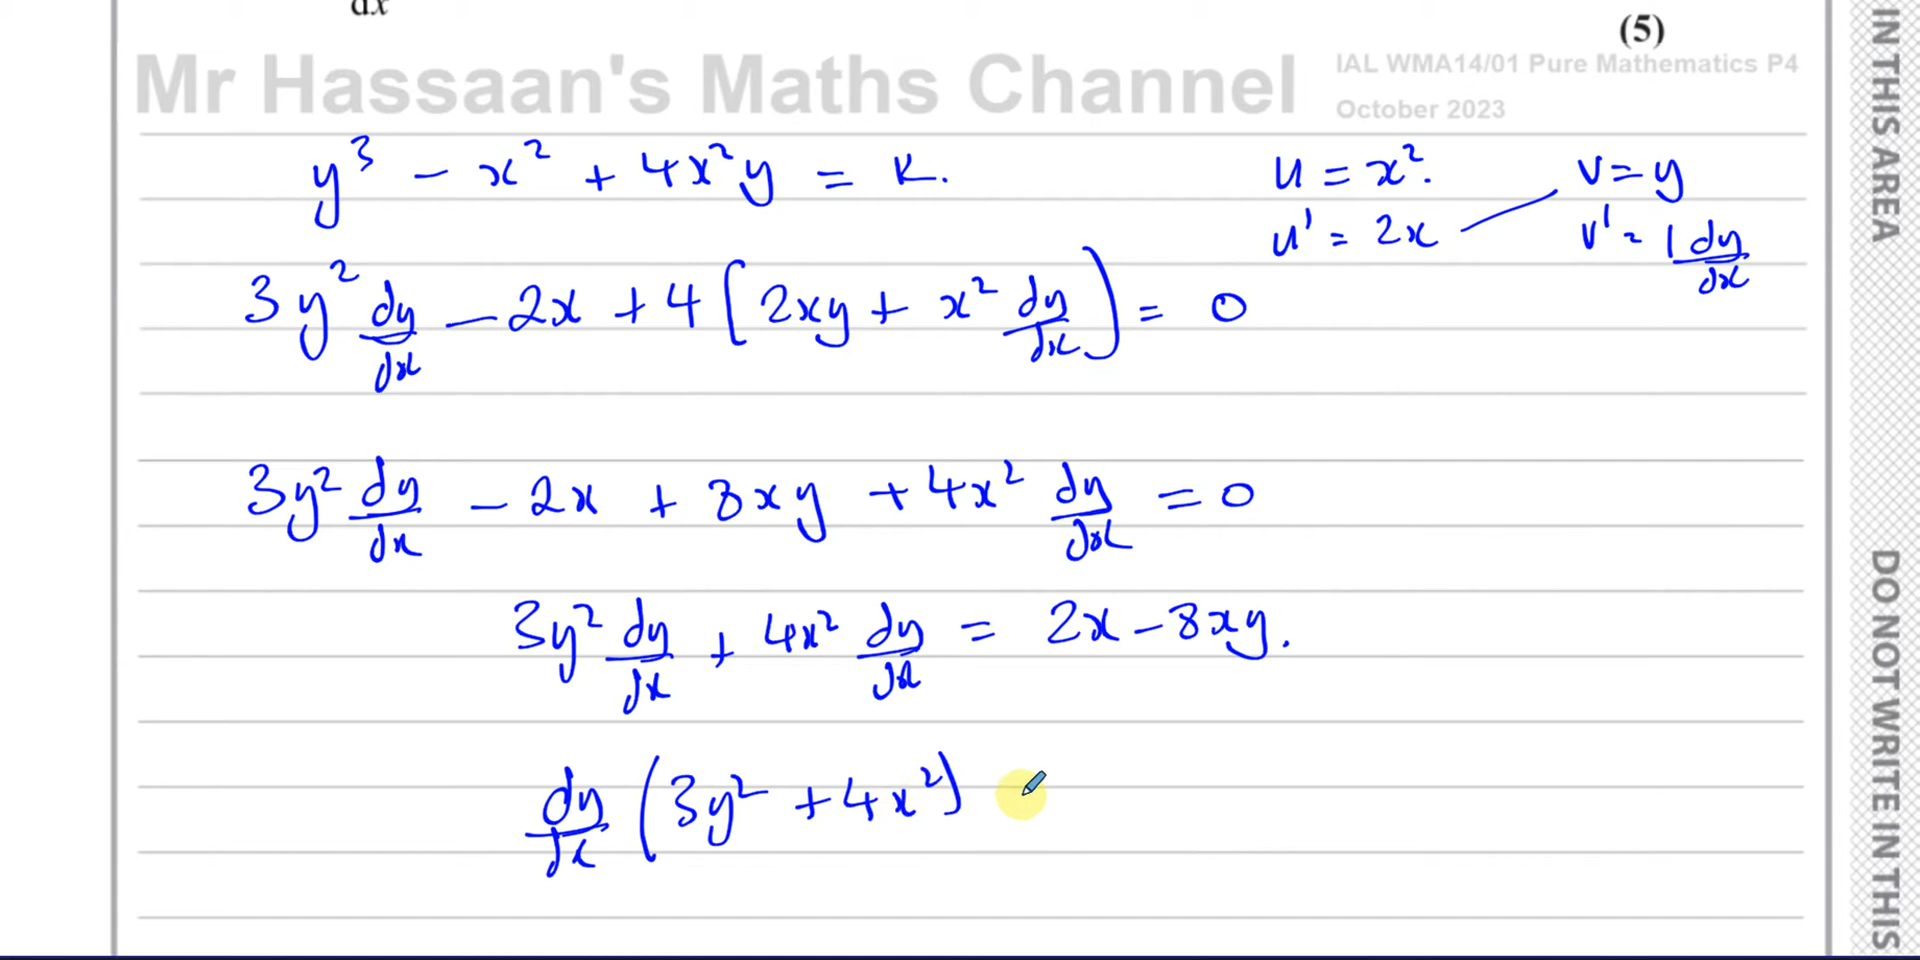 dx
(5)
Mr Hassaan's Maths Channel
IAL WMA14/01 Pure Mathematics P4
October 2023
y³ - x² + 4x²y = k.
u = x². v = y
u' = 2x v' = 1 dy/dx
3y² dy/dx - 2x + 4(2xy + x² dy/dx) = 0
3y² dy/dx - 2x + 8xy + 4x² dy/dx = 0
3y² dy/dx + 4x² dy/dx = 2x - 8xy.
dy/dx (3y² + 4x²)
IN THIS AREA
DO NOT WRITE IN THIS